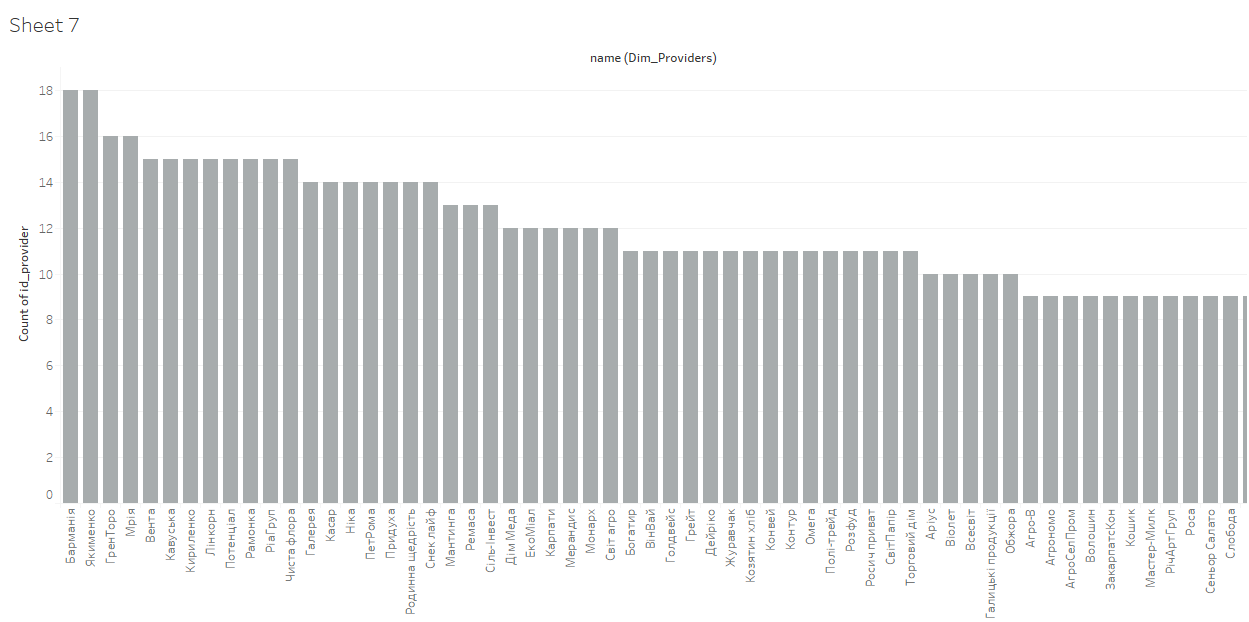 Sheet 7
name (Dim_Providers)
Count of id_provider
18
16
14
12
10
8
6
4
2
0
Барманія
Якименко
ГренТоро
Мрія
Вента
Кавуська
Кириленко
Лінкорн
Потенціал
Рамонка
РіаГруп
Чиста флора
Галерея
Касар
Ніка
ПетРома
Придуха
Родинна щедрість
Снек лайф
Мантинга
Ремаса
Сіль-Інвест
Дім Меда
ЕкоМіал
Карпати
Мерандис
Монарх
Світ агро
Богатир
ВінВай
Голдвейс
Грейт
Дейріко
Журавчак
Козятин хліб
Конвей
Контур
Омега
Полі-трейд
Розфуд
Росич приват
СвітПапір
Торговий дім
Аріус
Віолет
Всесвіт
Галицькі продукції
Обжора
Агро-В
Агрономо
АгроСелПром
Волошин
ЗакарпатсКон
Кошик
Мастер-Милк
РічАртГруп
Роса
Сеньор Салато
Слобода